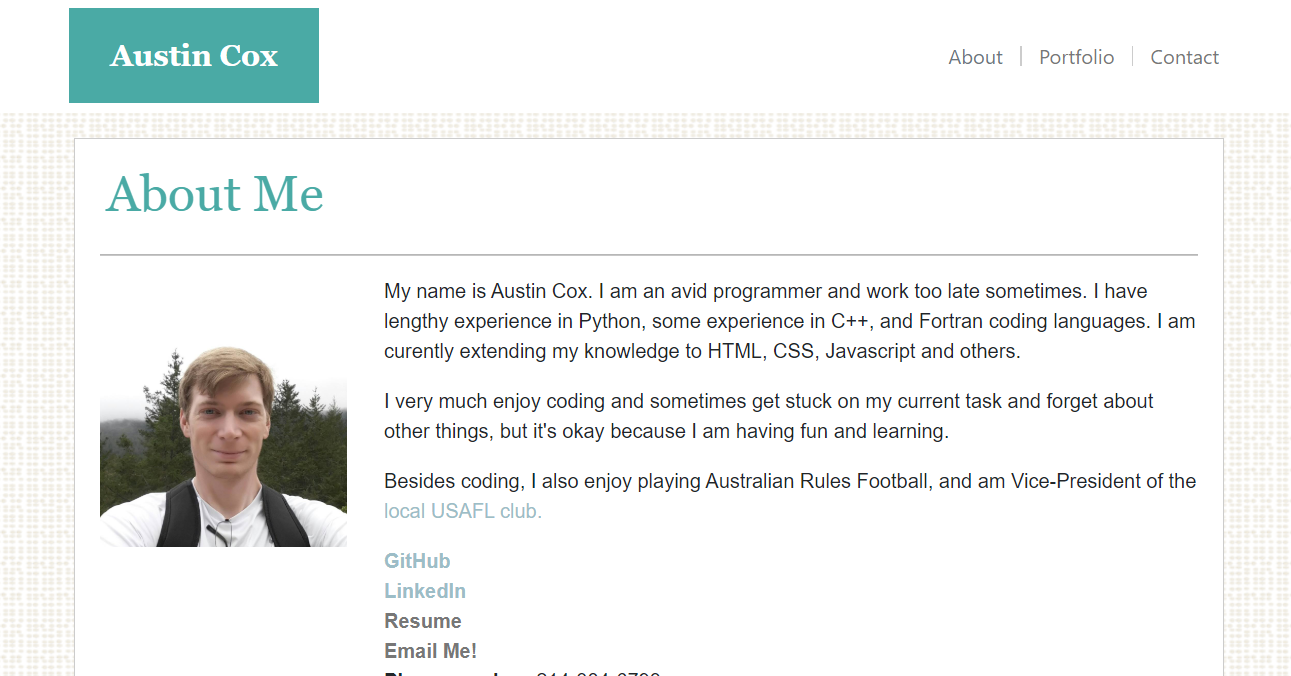 Austin Cox
About
Portfolio
Contact
About Me
My name is Austin Cox. I am an avid programmer and work too late sometimes. I have
lengthy experience in Python, some experience in C++, and Fortran coding languages. I am
curently extending my knowledge to HTML, CSS, Javascript and others.
I very much enjoy coding and sometimes get stuck on my current task and forget about
other things, but it's okay because I am having fun and learning.
Besides coding, I also enjoy playing Australian Rules Football, and am Vice-President of the
local USAFL club.
GitHub
LinkedIn
Resume
Email Me!